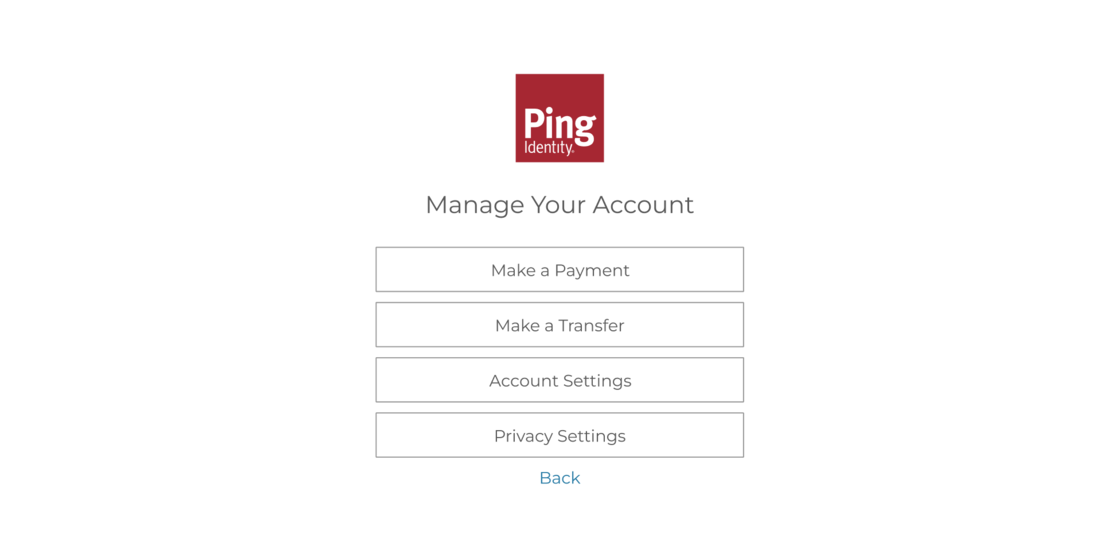 Ping
Identity.
Manage Your Account
Make a Payment
Make a Transfer
Account Settings
Privacy Settings
Back